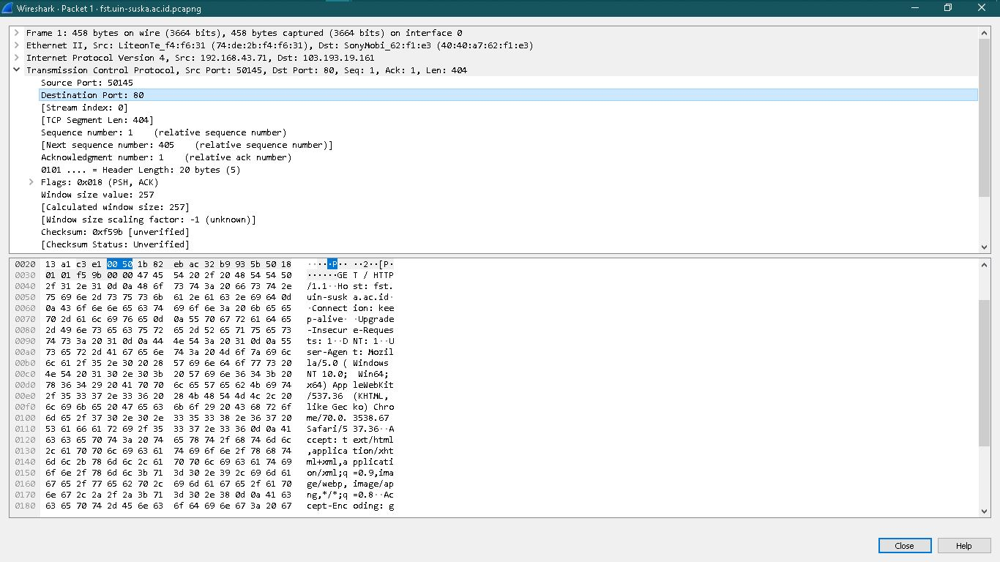 Wireshark · Packet 1 · fst.uin-suska.ac.id.pcapng
Frame 1: 458 bytes on wire (3664 bits), 458 bytes captured (3664 bits) on interface 0
Ethernet II, Src: LiteonTe_f4:f6:31 (74:de:2b:f4:f6:31), Dst: SonyMobi_62:f1:e3 (40:40:a7:62:f1:e3)
Internet Protocol Version 4, Src: 192.168.43.71, Dst: 103.193.19.161
Transmission Control Protocol, Src Port: 50145, Dst Port: 80, Seq: 1, Ack: 1, Len: 404
Source Port: 50145
Destination Port: 80
[Stream index: 0]
[TCP Segment Len: 404]
Sequence number: 1    (relative sequence number)
[Next sequence number: 405    (relative sequence number)]
Acknowledgment number: 1    (relative ack number)
0101 .... = Header Length: 20 bytes (5)
Flags: 0x018 (PSH, ACK)
Window size value: 257
[Calculated window size: 257]
[Window size scaling factor: -1 (unknown)]
Checksum: 0xf59b [unverified]
[Checksum Status: Unverified]
0020 13 a1 c3 e1 00 50 1b 82 eb ac 32 b9 93 5b 50 18 ·····P·· ··2··[P·
0030 01 01 f5 9b 00 00 47 45 54 20 2f 20 48 54 54 50 ······GE T / HTTP
0040 2f 31 2e 31 0d 0a 48 6f 73 74 3a 20 66 73 74 2e /1.1··Ho st: fst.
0050 75 69 6e 2d 73 75 73 6b 61 2e 61 63 2e 69 64 0d uin-susk a.ac.id·
0060 0a 43 6f 6e 6e 65 63 74 69 6f 6e 3a 20 6b 65 65 ·Connect ion: kee
0070 70 2d 61 6c 69 76 65 0d 0a 55 70 67 72 61 64 65 p-alive· ·Upgrade
0080 2d 49 6e 73 65 63 75 72 65 2d 52 65 71 75 65 73 -Insecur e-Reques
0090 74 73 3a 20 31 0d 0a 44 4e 54 3a 20 31 0d 0a 55 ts: 1··D NT: 1··U
00a0 73 65 72 2d 41 67 65 6e 74 3a 20 4d 6f 7a 69 6c ser-Agen t: Mozil
00b0 6c 61 2f 35 2e 30 20 28 57 69 6e 64 6f 77 73 20 la/5.0 ( Windows
00c0 4e 54 20 31 30 2e 30 3b 20 57 69 6e 36 34 3b 20 NT 10.0; Win64;
00d0 78 36 34 29 20 41 70 70 6c 65 57 65 62 4b 69 74 x64) App leWebKit
00e0 2f 35 33 37 2e 33 36 20 28 4b 48 54 4d 4c 2c 20 /537.36 (KHTML,
00f0 6c 69 6b 65 20 47 65 63 6b 6f 29 20 43 68 72 6f like Gec ko) Chro
0100 6d 65 2f 37 30 2e 30 2e 33 35 33 38 2e 36 37 20 me/70.0. 3538.67
0110 53 61 66 61 72 69 2f 35 33 37 2e 33 36 0d 0a 41 Safari/5 37.36··A
0120 63 63 65 70 74 3a 20 74 65 78 74 2f 68 74 6d 6c ccept: t ext/html
0130 2c 61 70 70 6c 69 63 61 74 69 6f 6e 2f 78 68 74 ,applica tion/xht
0140 6d 6c 2b 78 6d 6c 2c 61 70 70 6c 69 63 61 74 69 ml+xml,a pplicati
0150 6f 6e 2f 78 6d 6c 3b 71 3d 30 2e 39 2c 69 6d 61 on/xml;q =0.9,ima
0160 67 65 2f 77 65 62 70 2c 69 6d 61 67 65 2f 61 70 ge/webp, image/ap
0170 6e 67 2c 2a 2f 2a 3b 71 3d 30 2e 38 0d 0a 41 63 ng,*/*;q =0.8··Ac
0180 63 65 70 74 2d 45 6e 63 6f 64 69 6e 67 3a 20 67 cept-Enc oding: g
Close Help